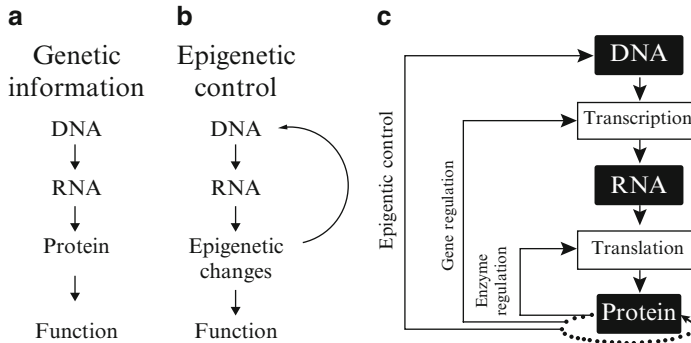 a
Genetic
information
DNA
RNA
Protein
Function
b
Epigenetic
control
DNA
RNA
Epigenetic
changes
Function
c
DNA
Transcription
RNA
Translation
Protein
Epigentic control
Gene regulation
Enzyme
regulation